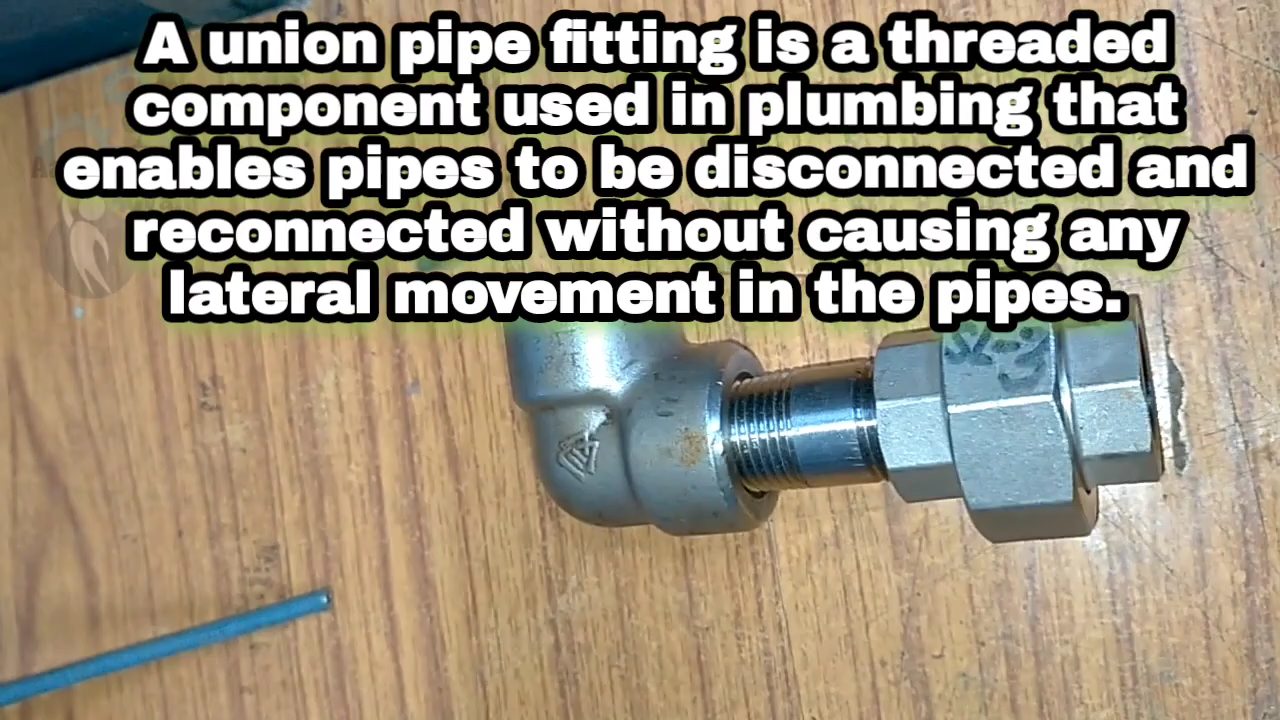 A union pipe fitting is a threaded
component used in plumbing that
enables pipes to be disconnected and
reconnected without causing any
lateral movement in the pipes.